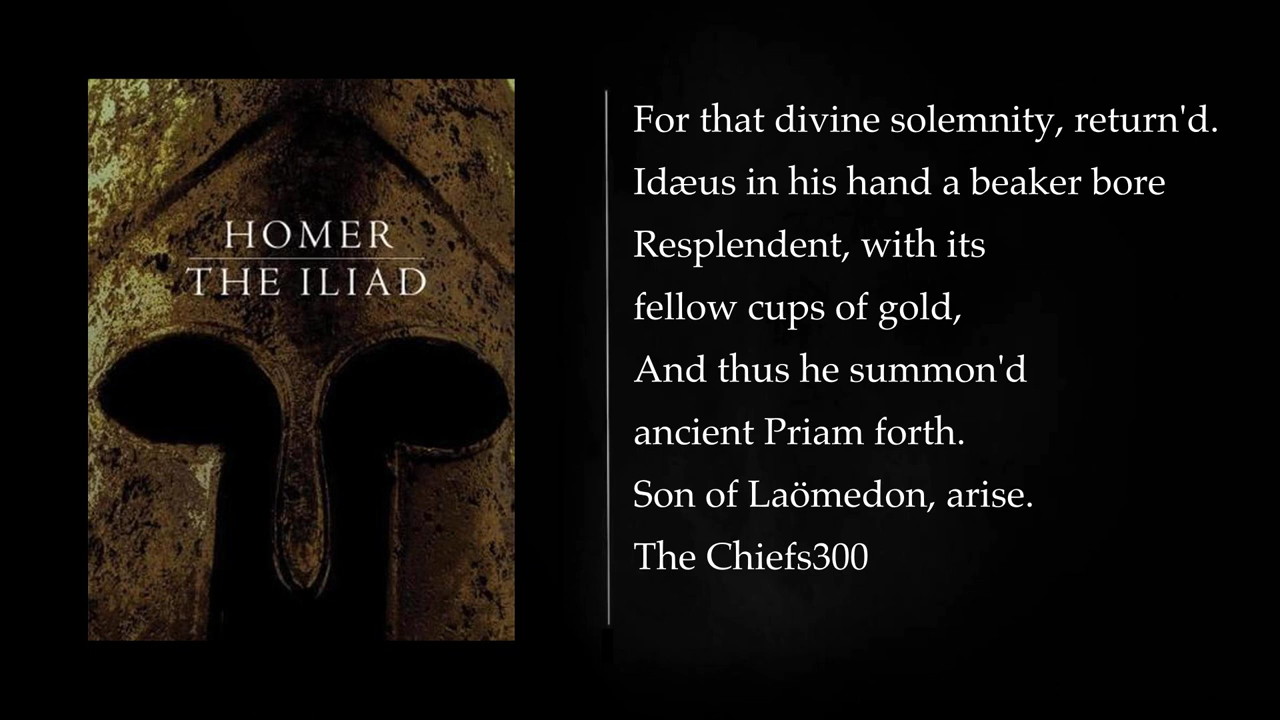 HOMER
THE ILIAD
For that divine solemnity, return'd.
Idæus in his hand a beaker bore
Resplendent, with its
fellow cups of gold,
And thus he summon'd
ancient Priam forth.
Son of Laömedon, arise.
The Chiefs300